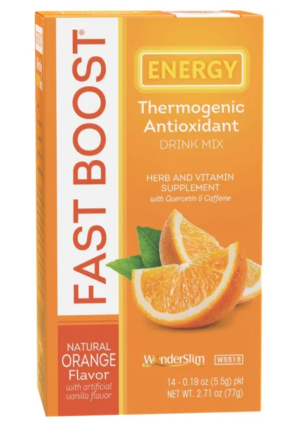 FAST BOOST®
ENERGY
Thermogenic
Antioxidant
DRINK MIX
HERB AND VITAMIN
SUPPLEMENT
with Quercetin & Caffeine
NATURAL
ORANGE
Flavor
with artificial
vanilla flavor
WonderSlim
W5515
14 - 0.19 oz (5.5g) pkt
NET WT. 2.71 oz (77g)